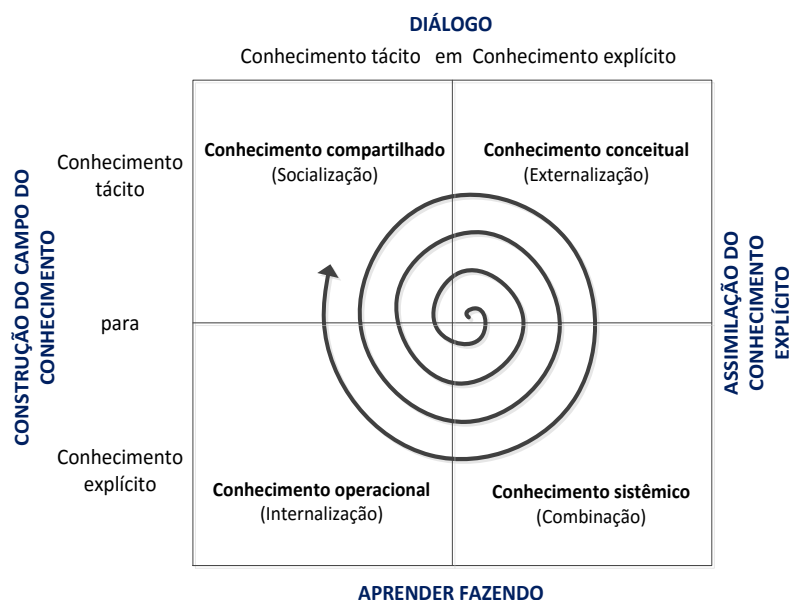 DIÁLOGO
Conhecimento tácito em Conhecimento explícito
CONSTRUÇÃO DO CAMPO DO
CONHECIMENTO
Conhecimento
tácito
para
Conhecimento
explícito
Conhecimento compartilhado
(Socialização)
Conhecimento conceitual
(Externalização)
Conhecimento operacional
(Internalização)
Conhecimento sistêmico
(Combinação)
ASSIMILAÇÃO DO
CONHECIMENTO
EXPLÍCITO
APRENDER FAZENDO